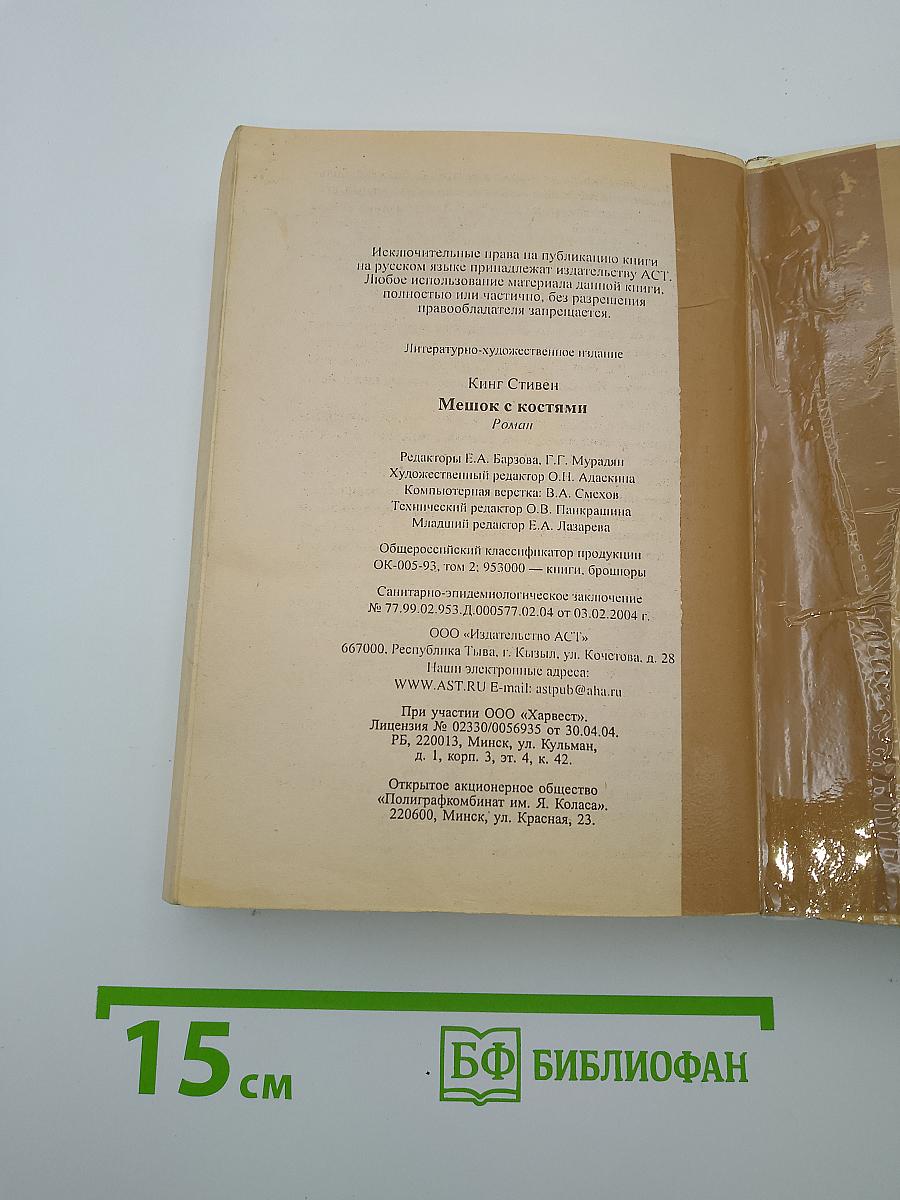 Исключительные права на публикацию книги
на русском языке принадлежат издательству АСТ.
Любое использование материала данной книги,
полностью или частично, без разрешения
правообладателя запрещается.
Литературно-художественное издание
Кинг Стивен
Мешок с костями
Роман
Редакторы Е.А. Барзова, Г.Г. Мурадян
Художественный редактор О.Н. Адаскина
Компьютерная верстка: В.А. Смехов
Технический редактор О.В. Панкрашина
Младший редактор Е.А. Лазарева
Общероссийский классификатор продукции
ОК-005-93, том 2; 953000 — книги, брошюры
Санитарно-эпидемиологическое заключение
№ 77.99.02.953.Д.000577.02.04 от 03.02.2004 г.
ООО «Издательство АСТ»
667000, Республика Тыва, г. Кызыл, ул. Кочетова, д. 28
Наши электронные адреса:
WWW.AST.RU E-mail: astpub@aha.ru
При участии ООО «Харвест».
Лицензия № 02330/0056935 от 30.04.04.
РБ, 220013, Минск, ул. Кульман,
д. 1, корп. 3, эт. 4, к. 42.
Открытое акционерное общество
«Полиграфкомбинат им. Я. Коласа».
220600, Минск, ул. Красная, 23.
15 см
БФ БИБЛИОФАН